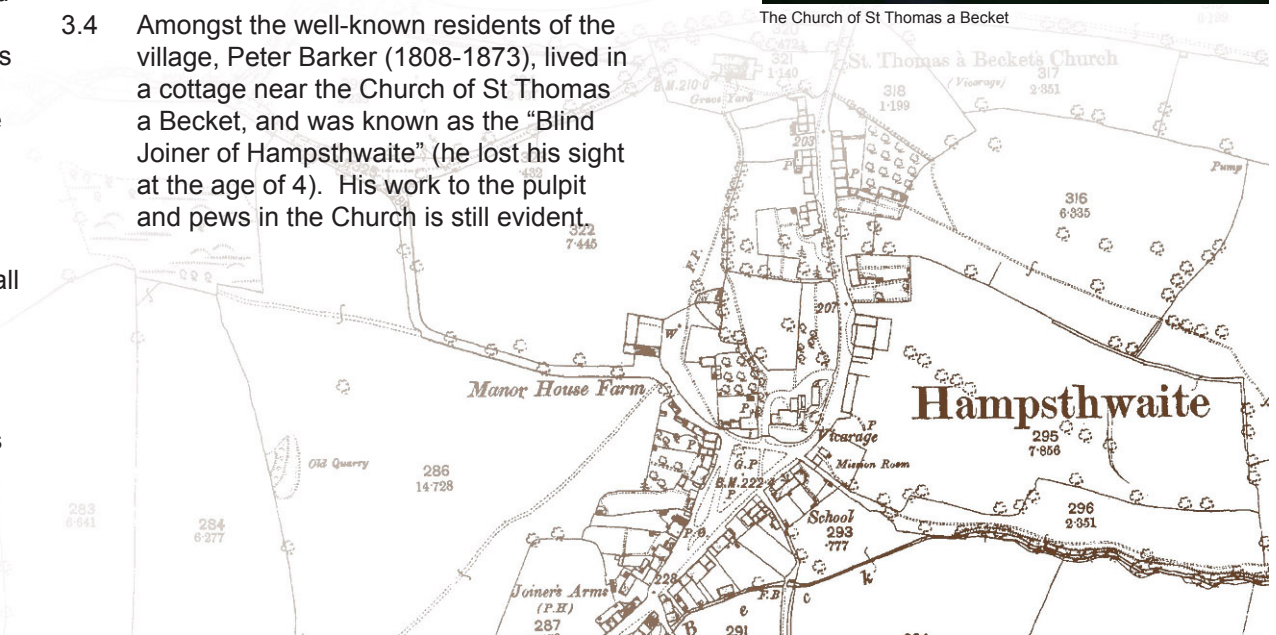 3.4 Amongst the well-known residents of the
village, Peter Barker (1808-1873), lived in
a cottage near the Church of St Thomas
a Becket, and was known as the “Blind
Joiner of Hampsthwaite” (he lost his sight
at the age of 4). His work to the pulpit
and pews in the Church is still evident.
s
all
s
The Church of St Thomas a Becket
St. Thomas à Becket's Church
(Vicarage)
321
1·140
318
1·199
317
2·351
B.M.210·0
Grave Yard
203
P
P
Pump
316
6·335
322
7·445
F.P.
207
W
Manor House Farm
Hampsthwaite
295
7·856
P
P
Vicarage
P
Mission Room
G.P
B.M.222·
P
Old Quarry
286
14·728
283
6·641
284
6·277
School
293
·777
296
2·351
P.O
Joiner's Arms
(P.H)
287
228
F.B
B e c k
291